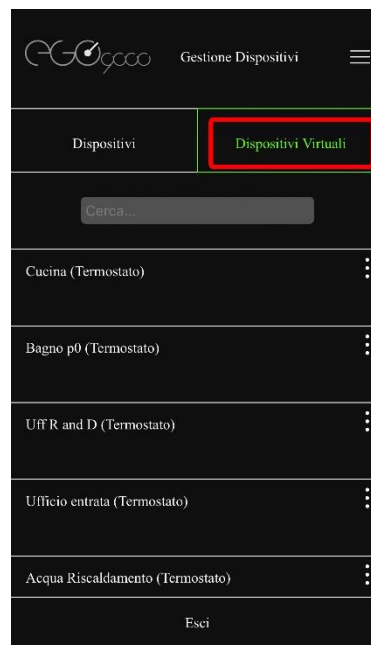 eGO9000
Gestione Dispositivi
Dispositivi
Dispositivi Virtuali
Cerca...
Cucina (Termostato)
Bagno p0 (Termostato)
Uff R and D (Termostato)
Ufficio entrata (Termostato)
Acqua Riscaldamento (Termostato)
Esci